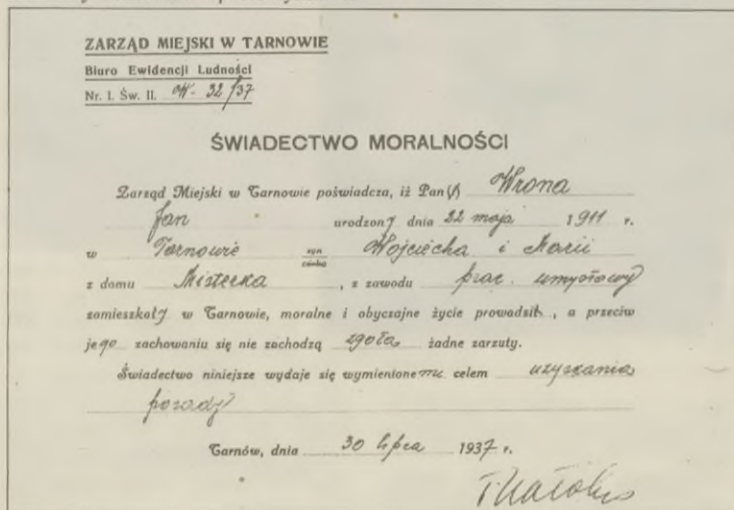 ZARZĄD MIEJSKI W TARNOWIE
Biuro Ewidencji Ludności
Nr. I. Św. II. 32/37
ŚWIADECTWO MORALNOŚCI
Zarząd Miejski w Tarnowie poświadcza, iż Pan(i) Wrona
Jan urodzony dnia 22 maja 1911 r.
w Tarnowie syn Wojciecha i Marii
córka
z domu , z zawodu prac. umysłowy
zamieszkały w Tarnowie, moralne i obyczajne życie prowadził, a przeciw
jego zachowaniu się nie zachodzą zgoła żadne zarzuty.
Świadectwo niniejsze wydaje się wymienionemu celem uzyskania
posady
Tarnów, dnia 30 lipca 1937 r.